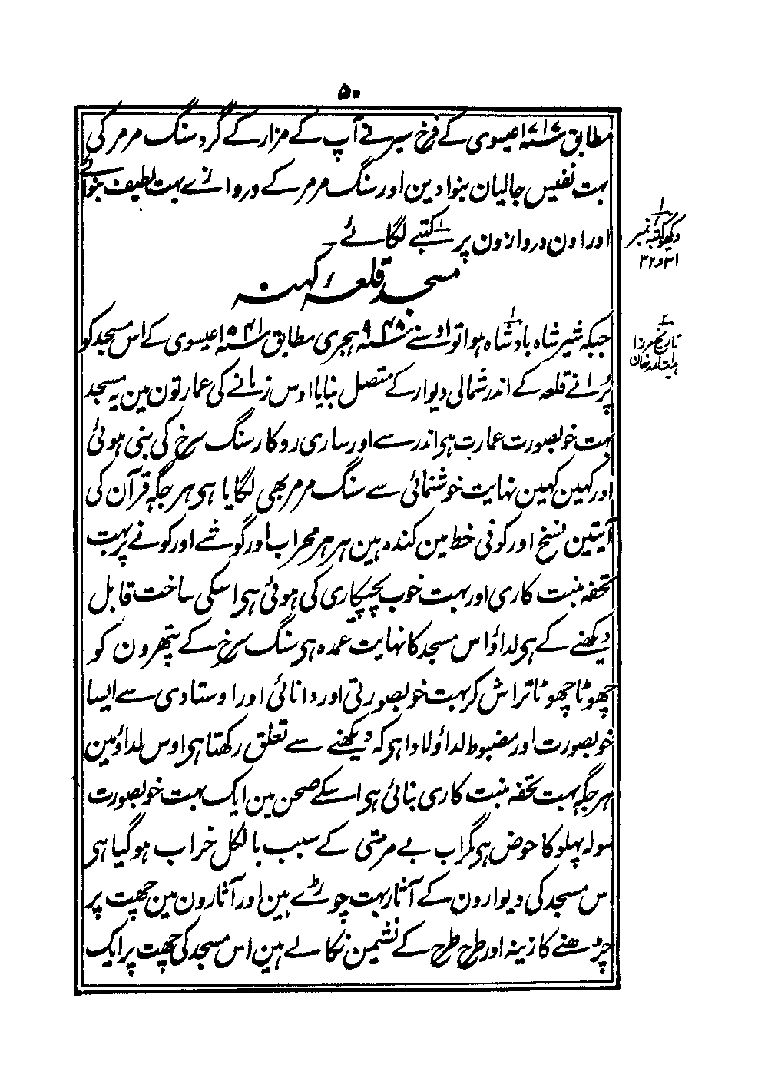 ۵۰
مطابق ۱۷۱۷ عیسوی کے فرخ سیر نے آپ کے مزار کے گرد سنگ مرمر کی
بہت نفیس جالیان بنوا دین اور سنگ مرمر کے دروازے بہت لطیف بنوائے
اور اون دروازون پر کتبے لگائے۔
دیکھو کتبہ نمبر
۳۱ و ۳۲
مسجد قلعہ کہنہ
جبکہ شیر شاہ بادشاہ ہوا تو اوسنے ۹۴۸ ہجری مطابق ۱۵۴۱ عیسوی کے اس مسجد کو
پرانے قلعہ کے اندر شمالی دیوار کے متصل بنایا اوس زمانے کی عمارتون مین یہ مسجد
بہت خوبصورت عمارت ہی اندر سے اور ساری روکار سنگ سرخ کی بنی ہوئی
اور کہین کہین نہایت خوشنمائی سے سنگ مرمر بھی لگایا ہی ہر جگہ قرآن کی
آیتین نسخ اور کوفی خط مین کندہ ہین ہر ہر محراب اور گوشے اور کونے پر بہت
تحفہ منبت کاری اور بہت خوب پچیکاری کی ہوئی ہی اسکی ساخت قابل
دیکھنے کے ہی لداؤ اس مسجد کا نہایت عمدہ ہی سنگ سرخ کے پتھرون کو
چھوٹا چھوٹا تراش کر بہت خوبصورتی اور دانائی اور اوستادی سے ایسا
خوبصورت اور مضبوط لداؤ لادا ہی کہ دیکھنے سے تعلق رکھتا ہی اوس لداؤ مین
ہر جگہ بہت تحفہ منبت کاری بنائی ہی اسکے صحن مین ایک بہت خوبصورت
سولہ پہلو کا حوض ہی مگر اب بے مرمتی کے سبب بالکل خراب ہو گیا ہی
اس مسجد کی دیوارون کے آثار بہت چوڑے ہین اور آثارون مین چھت پر
چڑھنے کا زینہ اور طرح طرح کے نشیمن نکالے ہین اس مسجد کی چھت پر ایک